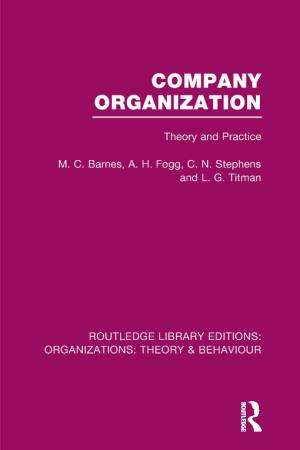 COMPANY
ORGANIZATION
Theory and Practice
M. C. Barnes, A. H. Fogg, C. N. Stephens
and L. G. Titman
ROUTLEDGE LIBRARY EDITIONS:
ORGANIZATIONS: THEORY & BEHAVIOUR
ROUTLEDGE